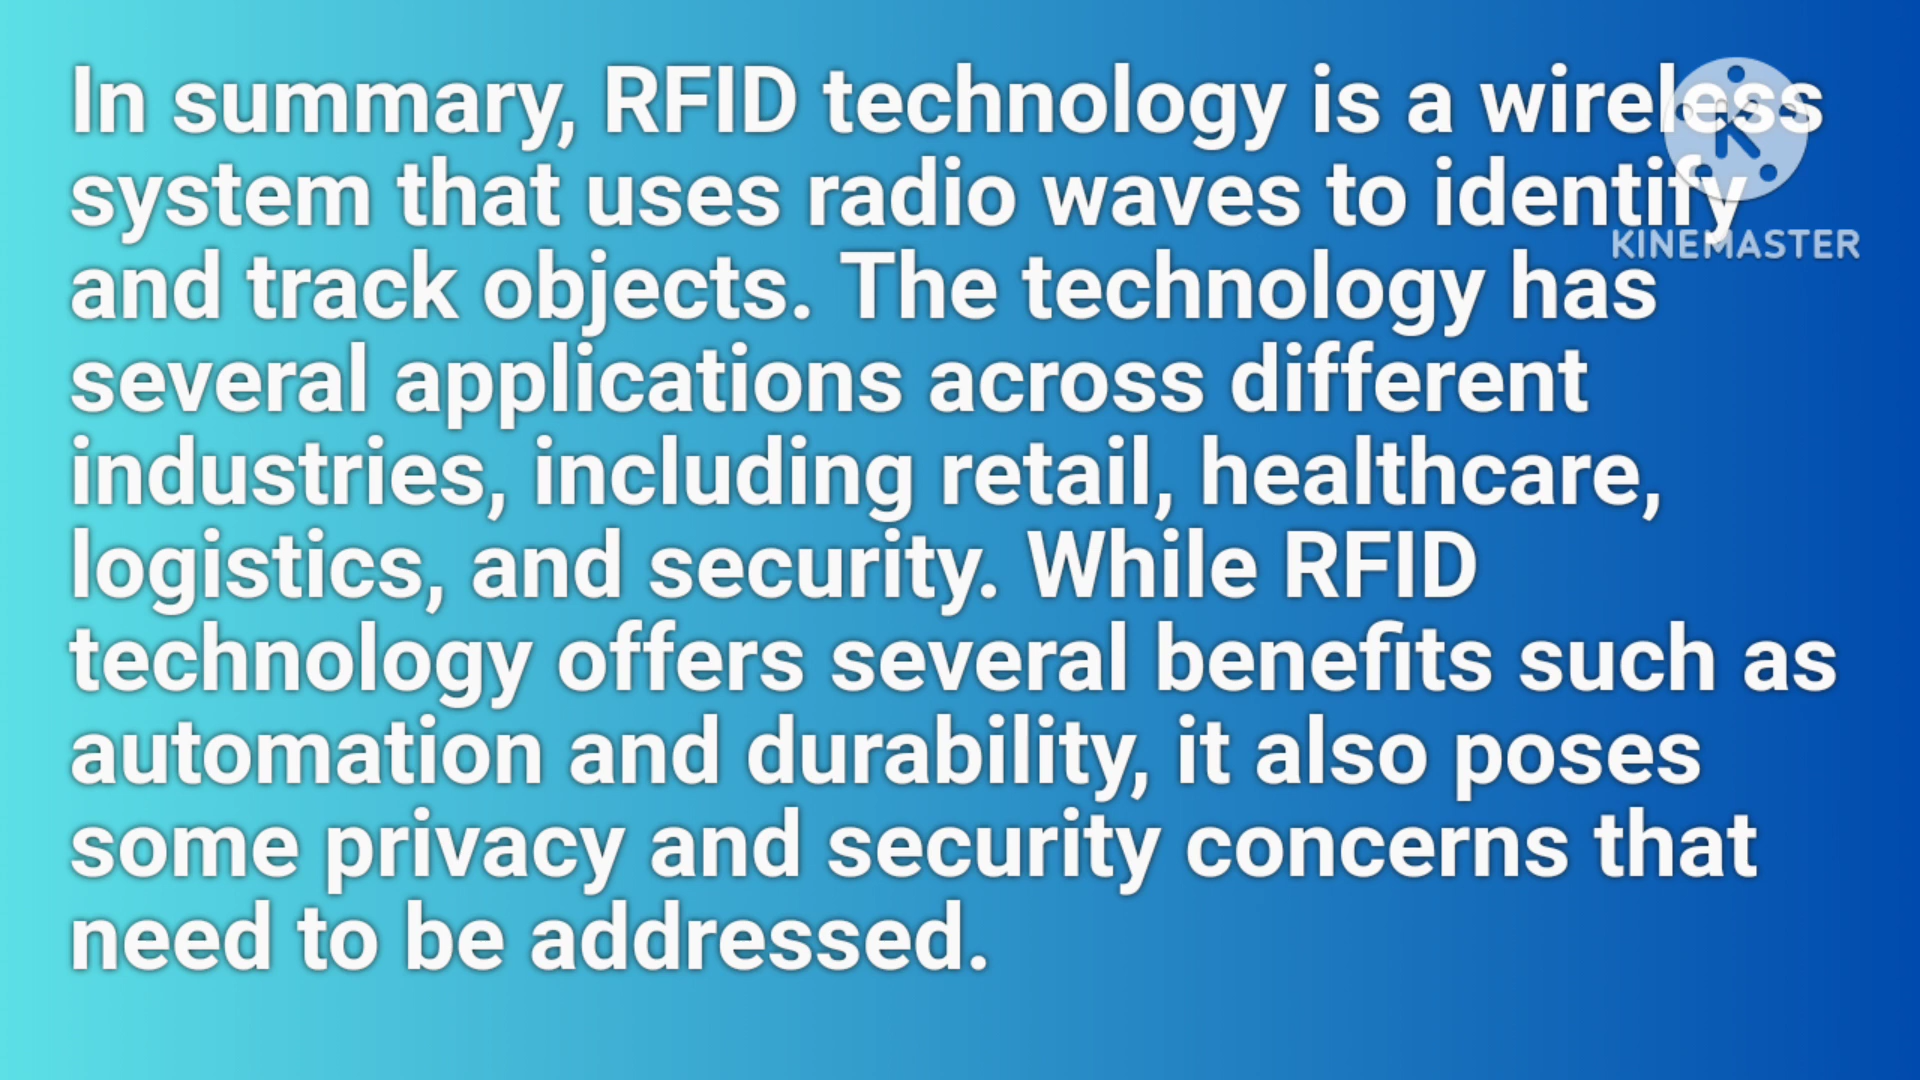 In summary, RFID technology is a wireless
system that uses radio waves to identify
and track objects. The technology has
several applications across different
industries, including retail, healthcare,
logistics, and security. While RFID
technology offers several benefits such as
automation and durability, it also poses
some privacy and security concerns that
need to be addressed.
K
KINEMASTER